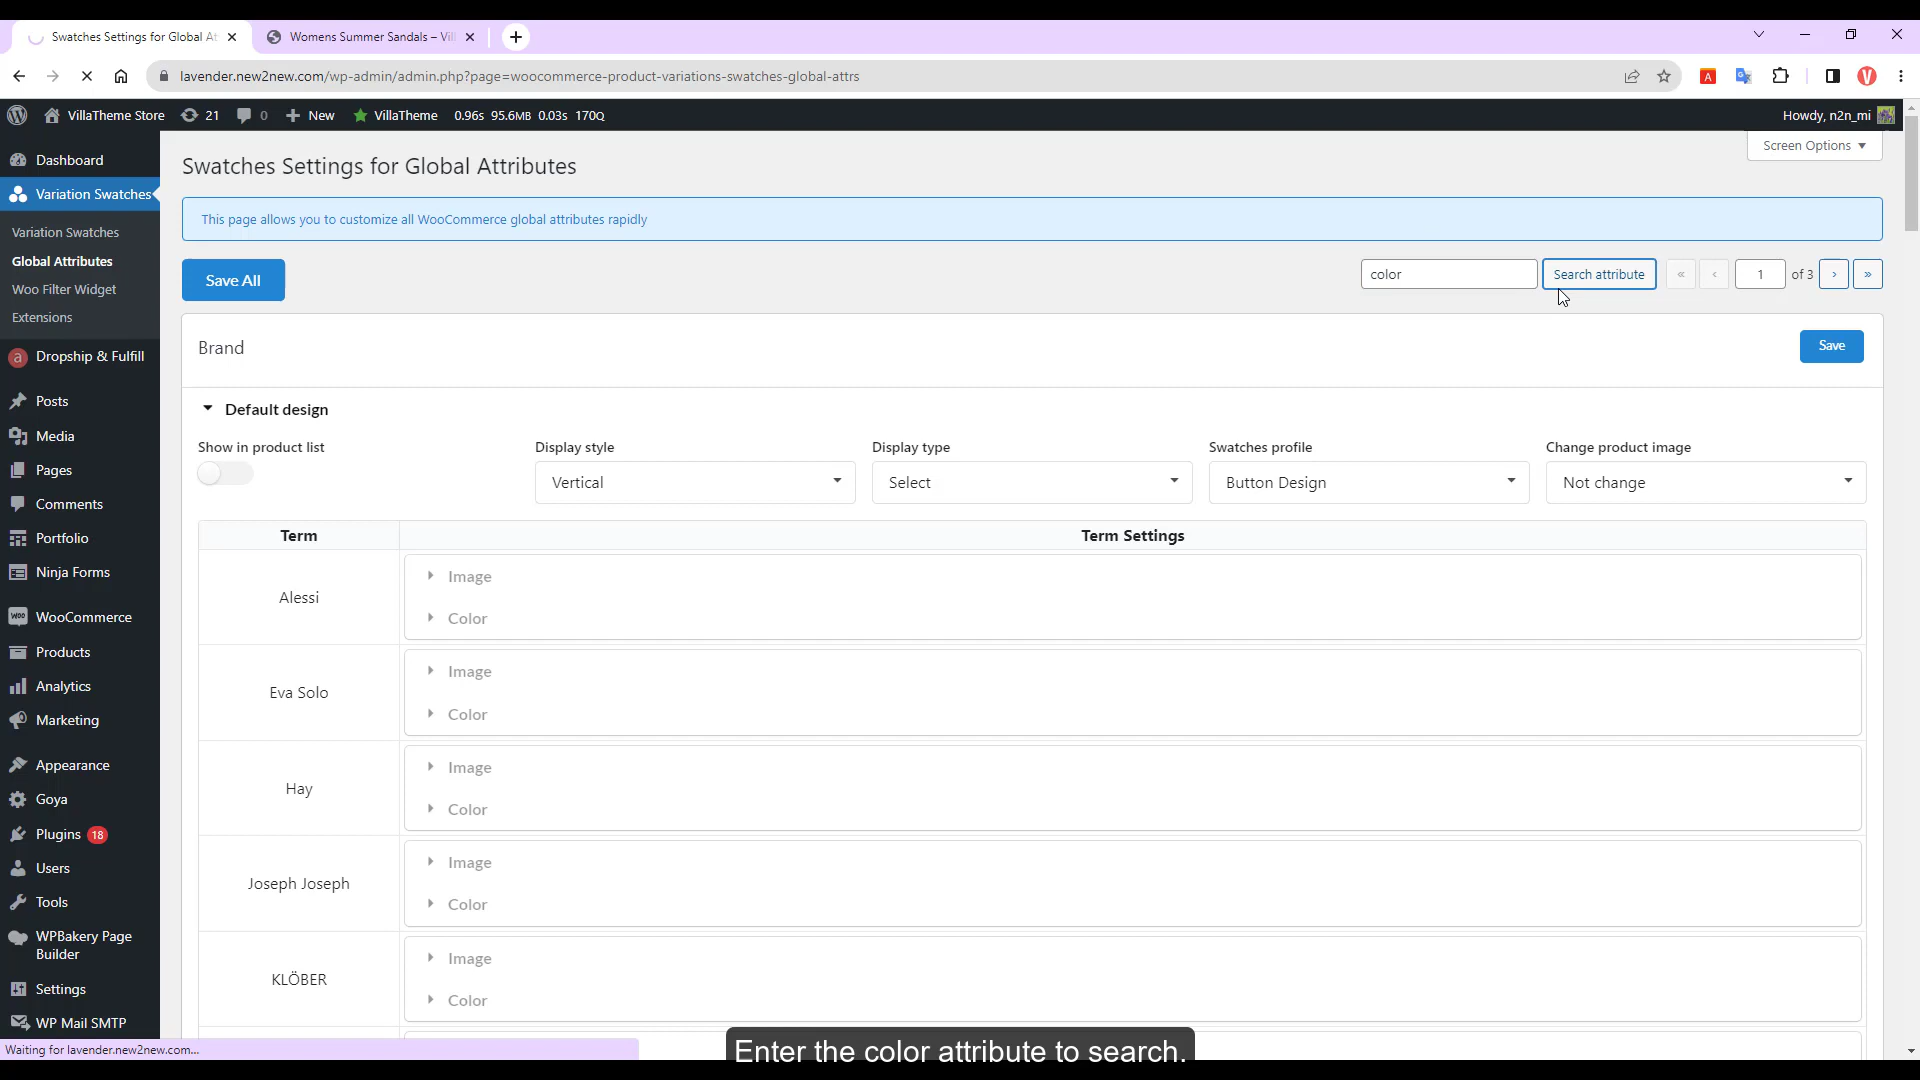 Swatches Settings for Global At
Womens Summer Sandals – Vil
lavender.new2new.com/wp-admin/admin.php?page=woocommerce-product-variations-swatches-global-attrs
VillaTheme Store 21 0 New VillaTheme 0.96s 95.6MB 0.03s 170Q
Howdy, n2n_mi
Screen Options
Dashboard
Variation Swatches
Variation Swatches
Global Attributes
Woo Filter Widget
Extensions
Dropship & Fulfill
Posts
Media
Pages
Comments
Portfolio
Ninja Forms
WooCommerce
Products
Analytics
Marketing
Appearance
Goya
Plugins 18
Users
Tools
WPBakery Page
Builder
Settings
WP Mail SMTP
Swatches Settings for Global Attributes
This page allows you to customize all WooCommerce global attributes rapidly
Save All
color Search attribute « ‹ 1 of 3 › »
Brand Save
Default design
Show in product list Display style Display type Swatches profile Change product image
Vertical Select Button Design Not change
Term Term Settings
Alessi
Image
Color
Eva Solo
Image
Color
Hay
Image
Color
Joseph Joseph
Image
Color
KLÖBER
Image
Color
Waiting for lavender.new2new.com...
Enter the color attribute to search.